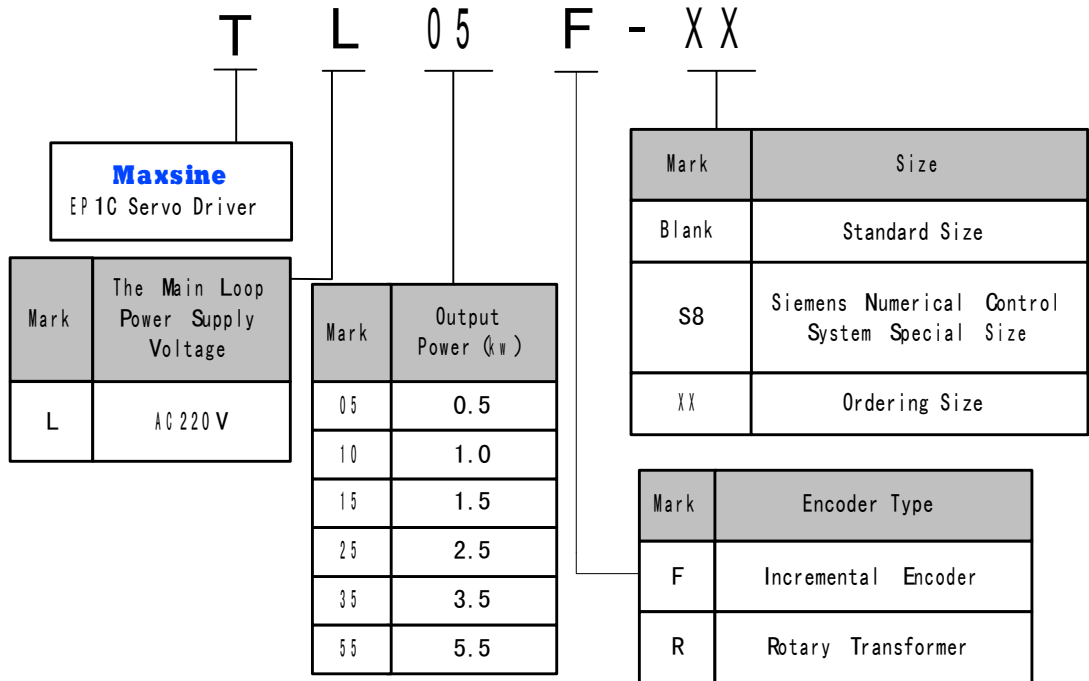 T L 05 F - XX
Maxsine
EP1C Servo Driver
Mark
The Main Loop
Power Supply
Voltage
L
AC220V
Mark
Output
Power (kw)
05
0.5
10
1.0
15
1.5
25
2.5
35
3.5
55
5.5
Mark
Size
Blank
Standard Size
S8
Siemens Numerical Control
System Special Size
XX
Ordering Size
Mark
Encoder Type
F
Incremental Encoder
R
Rotary Transformer